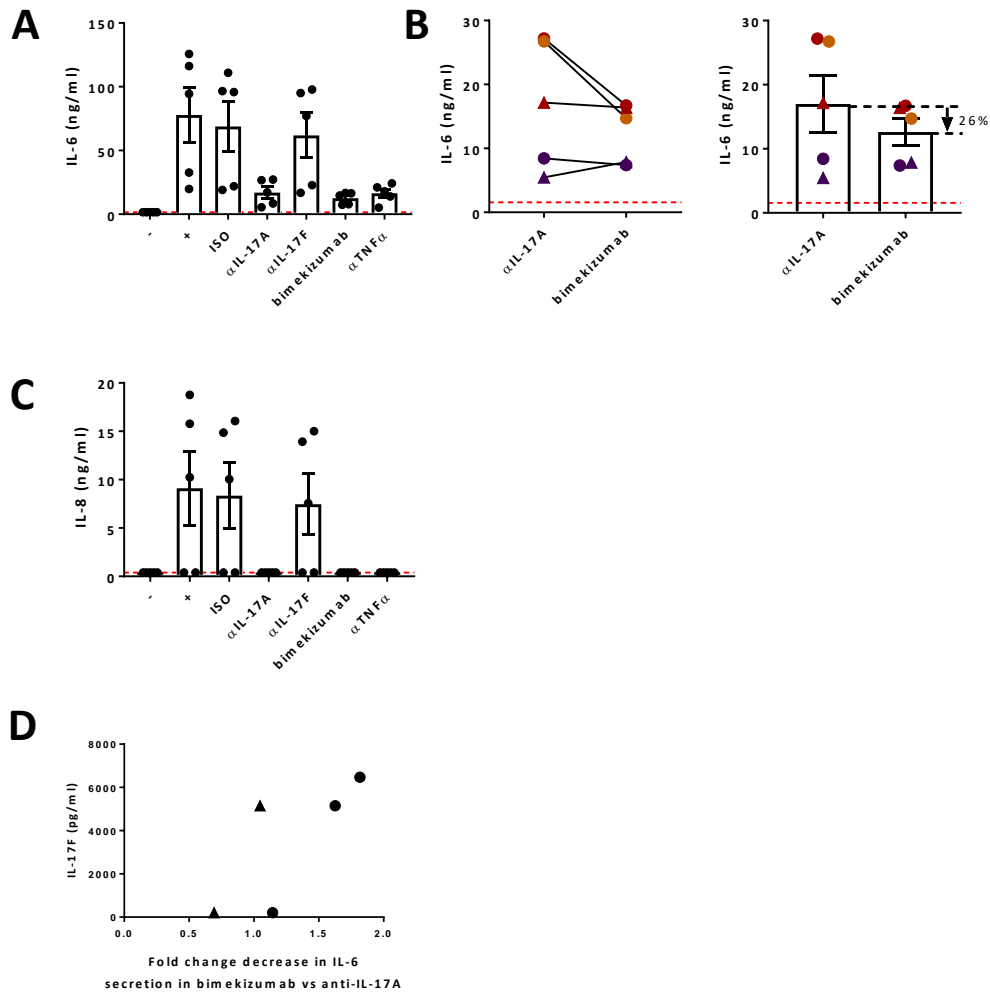 A
IL-6 (ng/ml)
150
100
50
0
-
+
ISO
αIL-17A
αIL-17F
bimekizumab
αTNFα
B
IL-6 (ng/ml)
30
20
10
0
αIL-17A
bimekizumab
IL-6 (ng/ml)
30
20
10
0
26%
αIL-17A
bimekizumab
C
IL-8 (ng/ml)
20
15
10
5
0
-
+
ISO
αIL-17A
αIL-17F
bimekizumab
αTNFα
D
IL-17F (pg/ml)
8000
6000
4000
2000
0
0.0 0.5 1.0 1.5 2.0
Fold change decrease in IL-6
secretion in bimekizumab vs anti-IL-17A